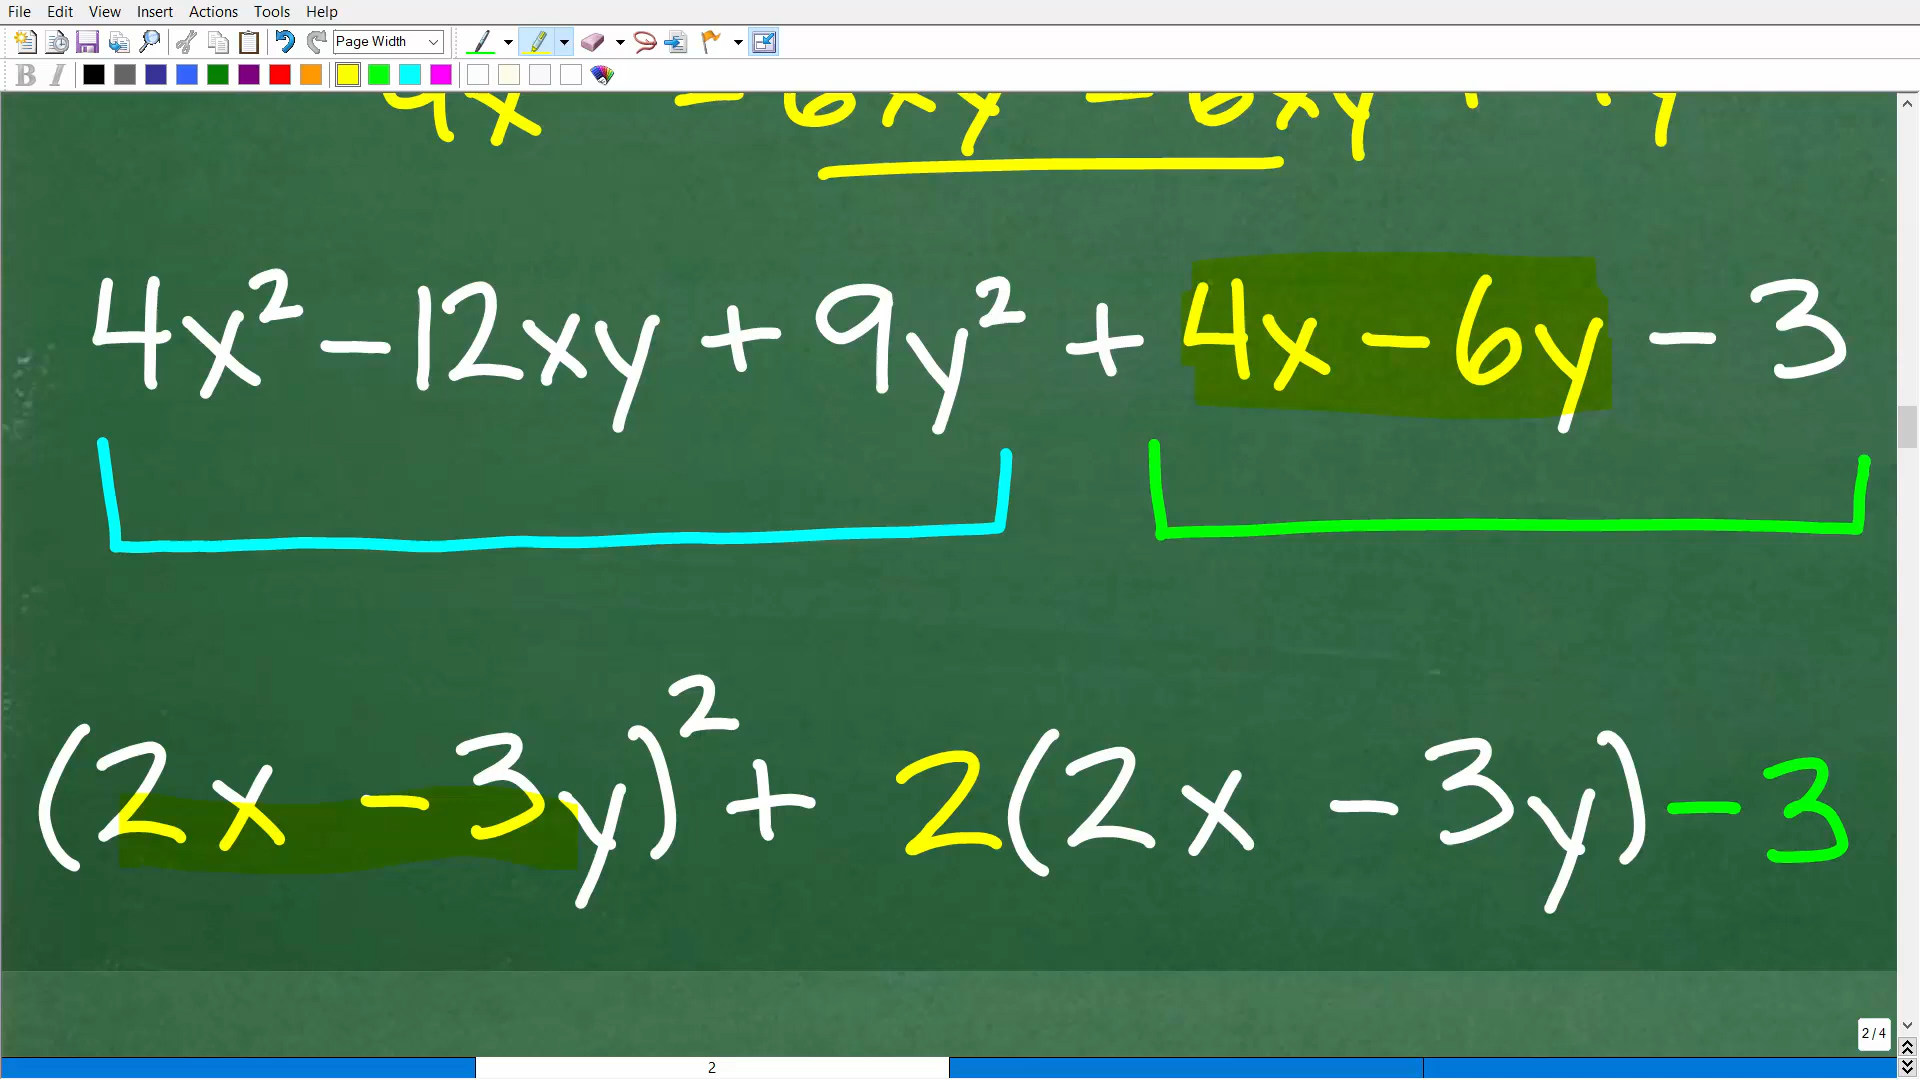 File Edit View Insert Actions Tools Help
Page Width
B I
4x² - 12xy + 9y² + 4x - 6y - 3
(2x - 3y)² + 2(2x - 3y) - 3
2 / 4
2